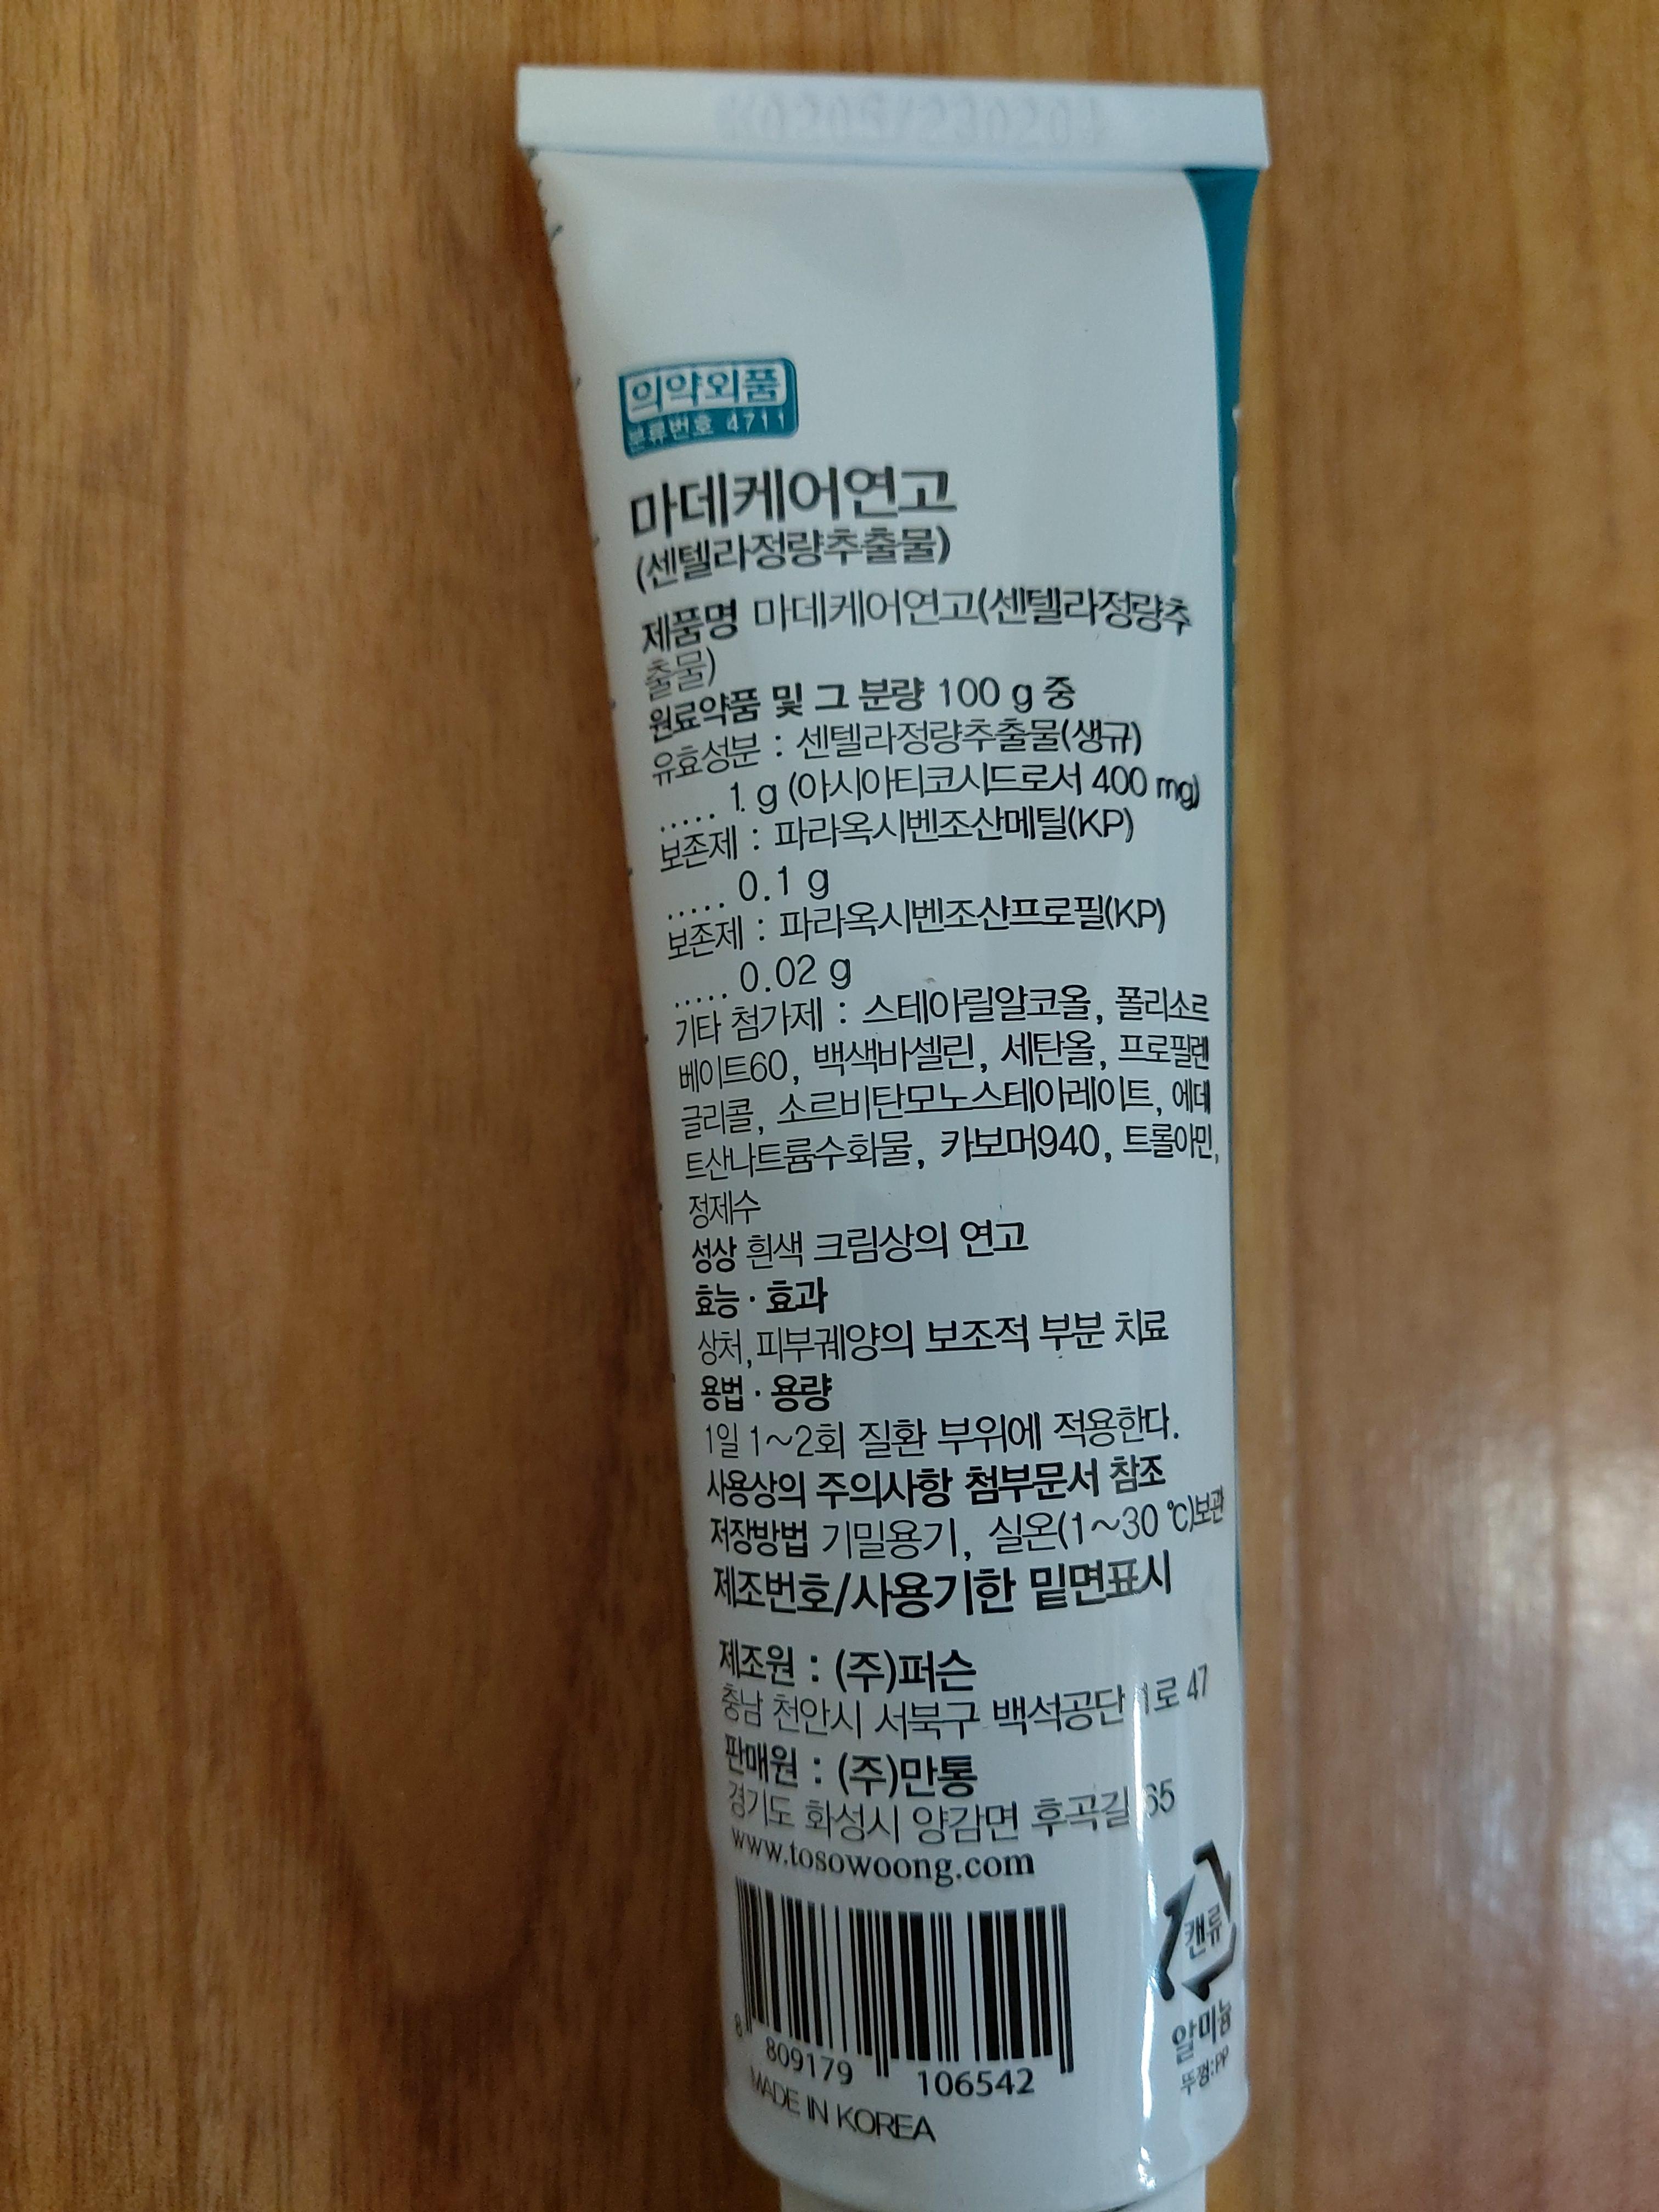 의약외품
분류번호 4711
마데케어연고
(센텔라정량추출물)
제품명 마데케어연고(센텔라정량추
출물)
원료약품 및 그 분량 100 g 중
유효성분 : 센텔라정량추출물(생규)
..... 1 g (아시아티코시드로서 400 mg)
보존제 : 파라옥시벤조산메틸(KP)
..... 0.1 g
보존제 : 파라옥시벤조산프로필(KP)
..... 0.02 g
기타 첨가제 : 스테아릴알코올, 폴리소르
베이트60, 백색바셀린, 세탄올, 프로필렌
글리콜, 소르비탄모노스테아레이트, 에데
트산나트륨수화물, 카보머940, 트롤아민,
정제수
성상 흰색 크림상의 연고
효능·효과
상처, 피부궤양의 보조적 부분 치료
용법·용량
1일 1~2회 질환 부위에 적용한다.
사용상의 주의사항 첨부문서 참조
저장방법 기밀용기, 실온(1~30 ℃)보관
제조번호/사용기한 밑면표시
제조원 : (주)퍼슨
충남 천안시 서북구 백석공단1로 47
판매원 : (주)만통
경기도 화성시 양감면 후곡길 65
www.tosowoong.com
캔류
알미늄
뚜껑:PP
8 809179 106542
MADE IN KOREA